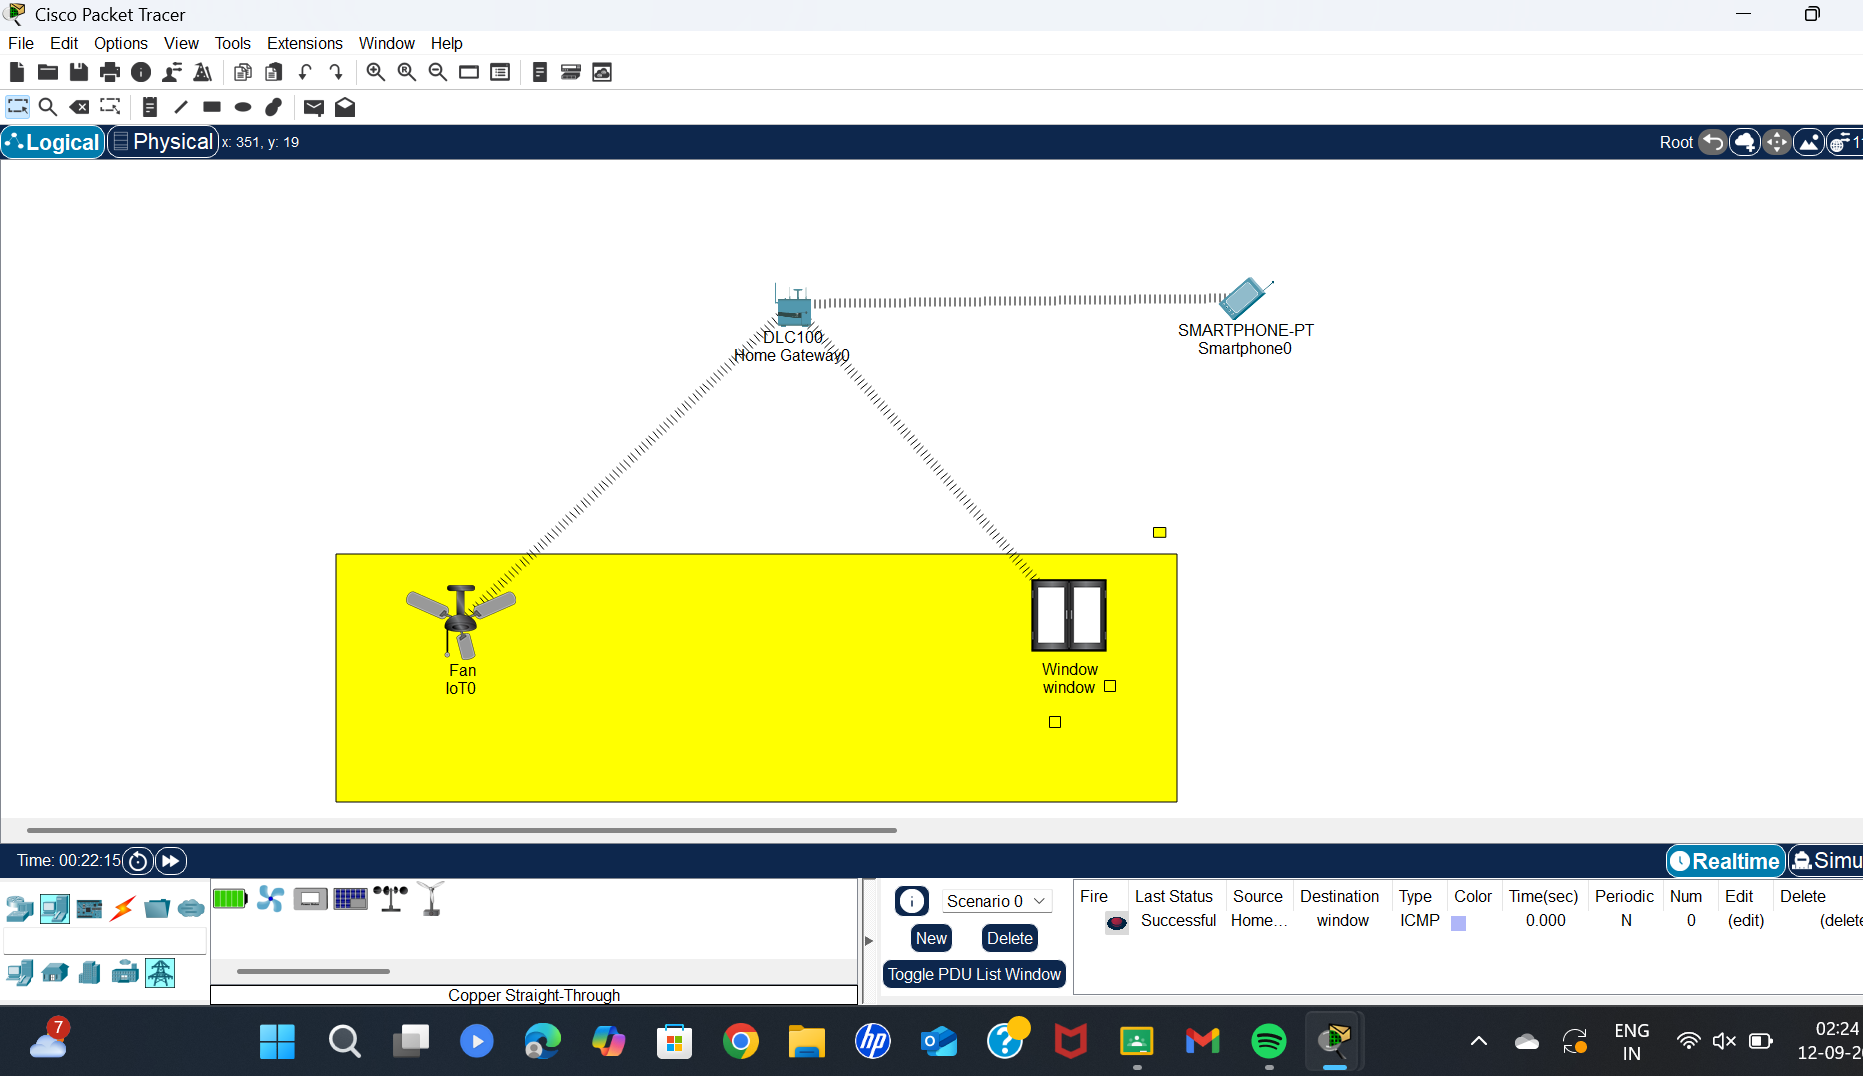 Cisco Packet Tracer
File Edit Options View Tools Extensions Window Help
Logical Physical x: 351, y: 19
Root
DLC100
Home Gateway0
SMARTPHONE-PT
Smartphone0
Fan
IoT0
Window
window
Time: 00:22:15
Realtime Simu
Scenario 0
New Delete
Toggle PDU List Window
Fire Last Status Source Destination Type Color Time(sec) Periodic Num Edit Delete
Successful Home... window ICMP 0.000 N 0 (edit) (delete
Copper Straight-Through
7
hp
ENG
IN
02:24
12-09-2